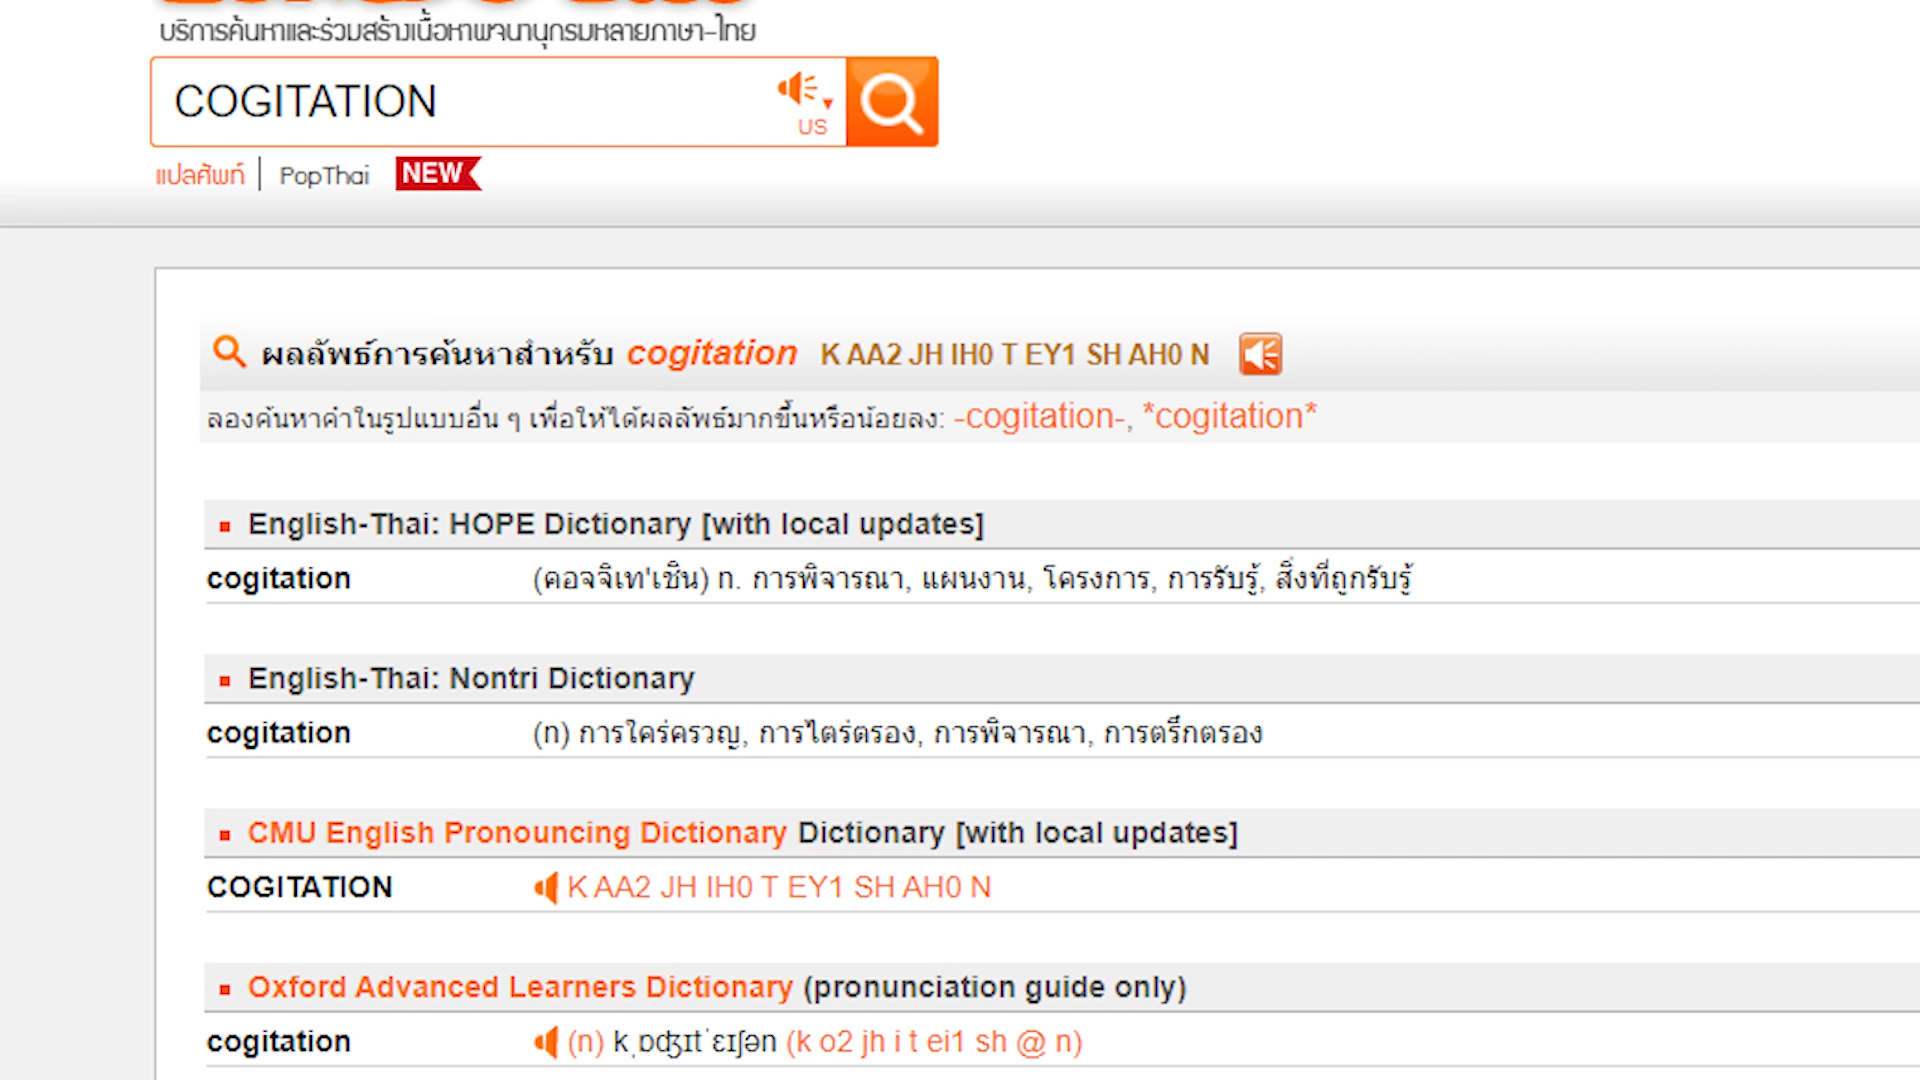 บริการค้นหาและร่วมสร้างเนื้อหาพจนานุกรมหลายภาษา-ไทย
COGITATION
US
แปลศัพท์ | PopThai NEW
ผลลัพธ์การค้นหาสำหรับ cogitation K AA2 JH IH0 T EY1 SH AH0 N
ลองค้นหาคำในรูปแบบอื่น ๆ เพื่อให้ได้ผลลัพธ์มากขึ้นหรือน้อยลง: -cogitation-, *cogitation*
English-Thai: HOPE Dictionary [with local updates]
cogitation (คอจจิเท'เชิน) n. การพิจารณา, แผนงาน, โครงการ, การรับรู้, สิ่งที่ถูกรับรู้
English-Thai: Nontri Dictionary
cogitation (n) การใคร่ครวญ, การไตร่ตรอง, การพิจารณา, การตรึกตรอง
CMU English Pronouncing Dictionary Dictionary [with local updates]
COGITATION K AA2 JH IH0 T EY1 SH AH0 N
Oxford Advanced Learners Dictionary (pronunciation guide only)
cogitation (n) kˌɒʤɪtˈɛɪʃən (k o2 jh i t ei1 sh @ n)